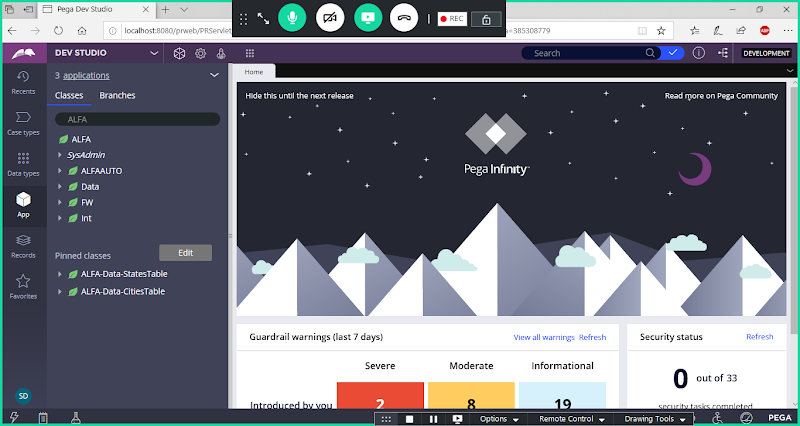 Pega Dev Studio
localhost:8080/prweb/PRServlet
=385308779
REC
DEV STUDIO
Search
DEVELOPMENT
3 applications
Classes
Branches
ALFA
ALFA
SysAdmin
ALFAAUTO
Data
FW
Int
Pinned classes
Edit
ALFA-Data-StatesTable
ALFA-Data-CitiesTable
Recents
Case types
Data types
App
Records
Favorites
SD
Home
Hide this until the next release
Read more on Pega Community
Pega Infinity
Guardrail warnings (last 7 days)
View all warnings Refresh
Severe
Moderate
Informational
Introduced by you
2
8
19
Security status
Refresh
0 out of 33
security tasks completed
Options
Remote Control
Drawing Tools
PEGA